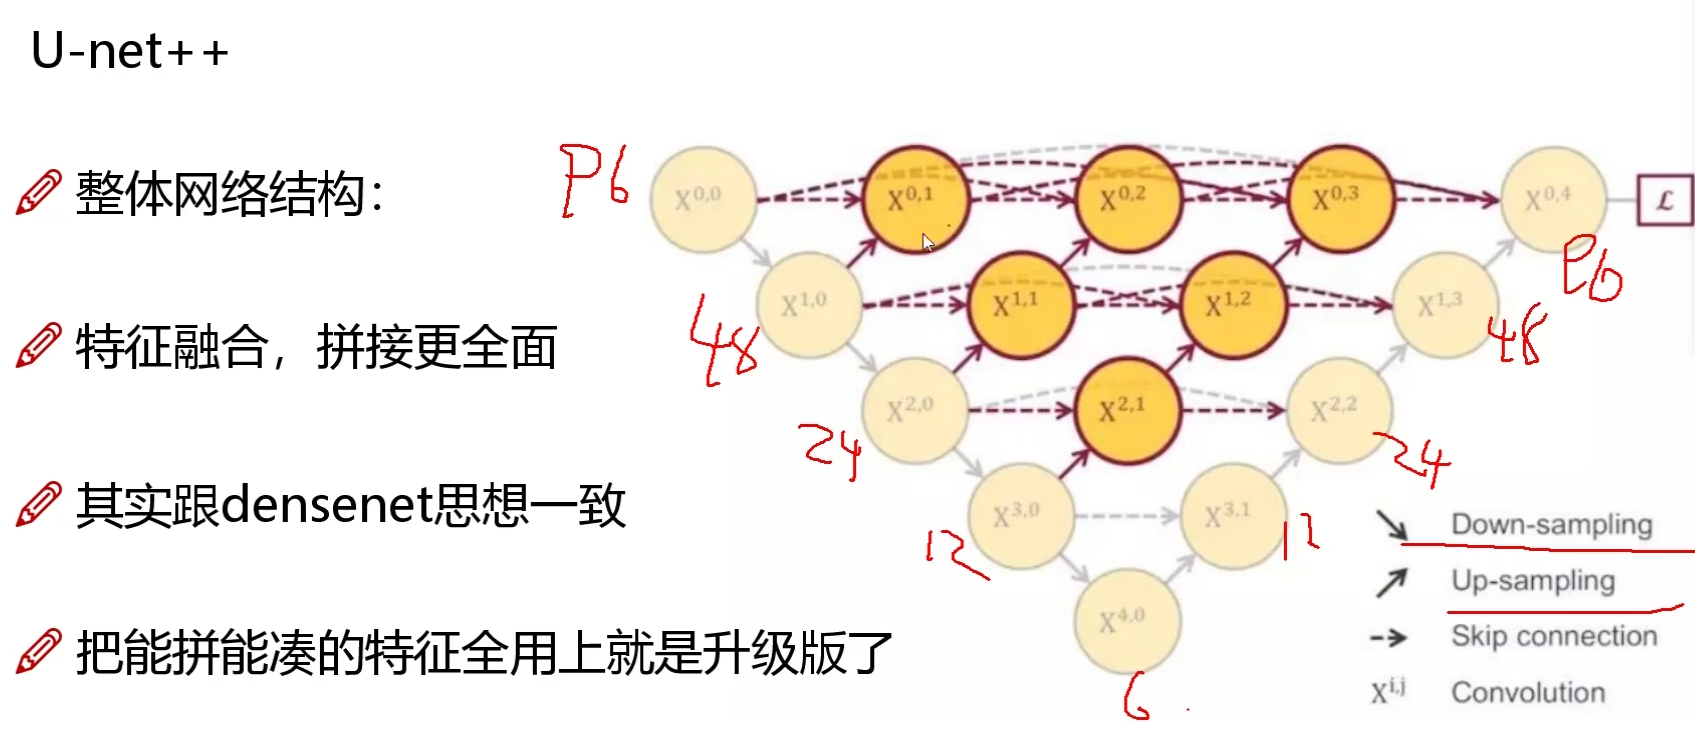 U-net++
整体网络结构：
特征融合，拼接更全面
其实跟densenet思想一致
把能拼能凑的特征全用上就是升级版了
P6
X^0,0
X^0,1
X^0,2
X^0,3
X^0,4
L
X^1,0
X^1,1
X^1,2
X^1,3
48
48
X^2,0
X^2,1
X^2,2
24
24
X^3,0
X^3,1
12
12
X^4,0
6
Down-sampling
Up-sampling
Skip connection
X^i,j Convolution